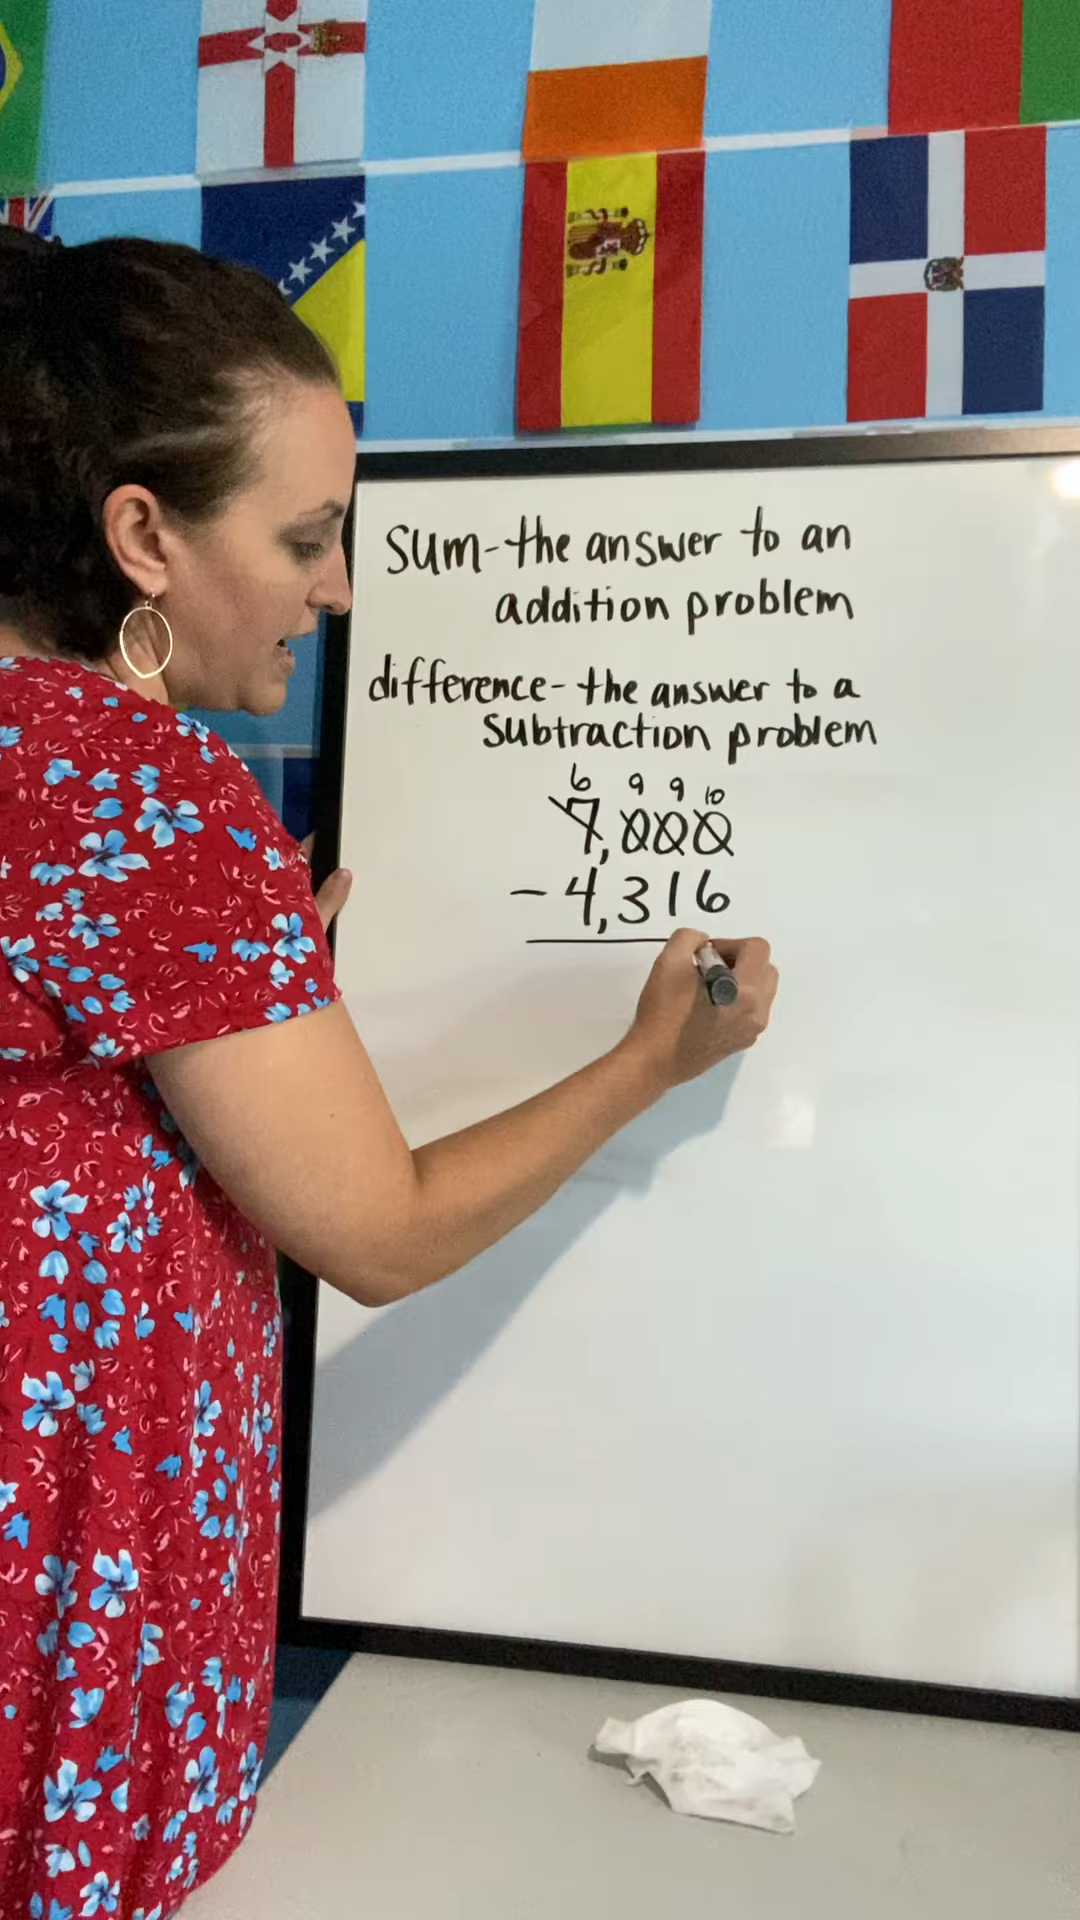 sum-the answer to an
addition problem
difference-the answer to a
subtraction problem
6 9 9 10
7,000
-4,316